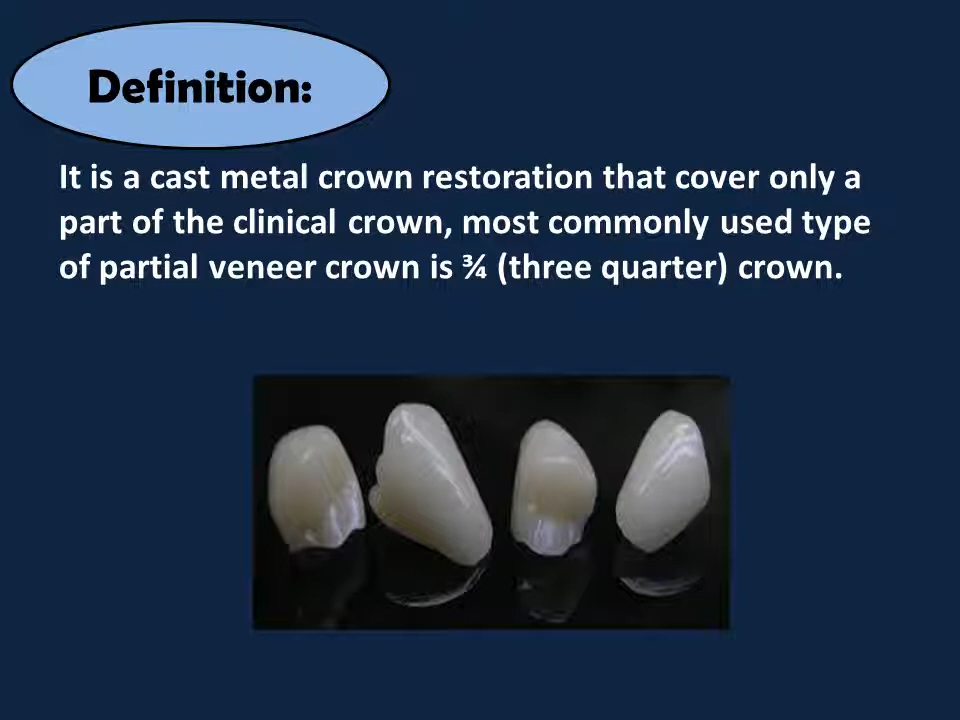 Definition:
It is a cast metal crown restoration that cover only a
part of the clinical crown, most commonly used type
of partial veneer crown is ¾ (three quarter) crown.